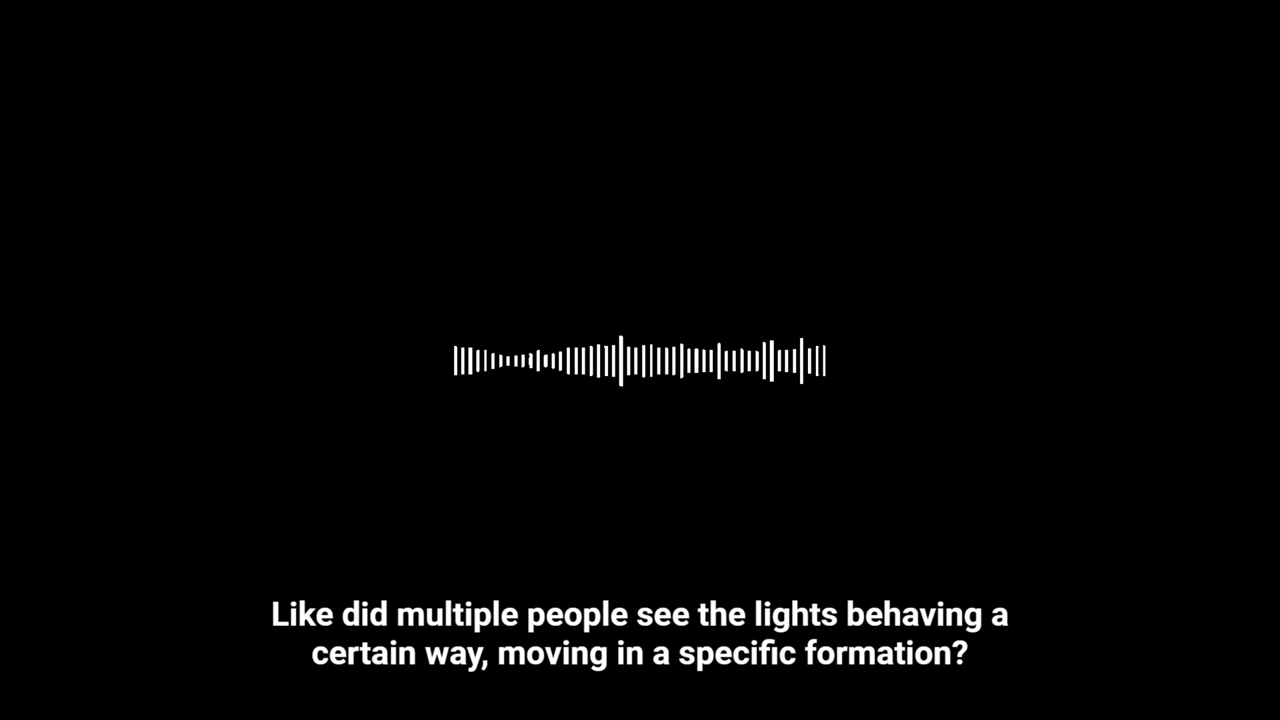 Like did multiple people see the lights behaving a
certain way, moving in a specific formation?